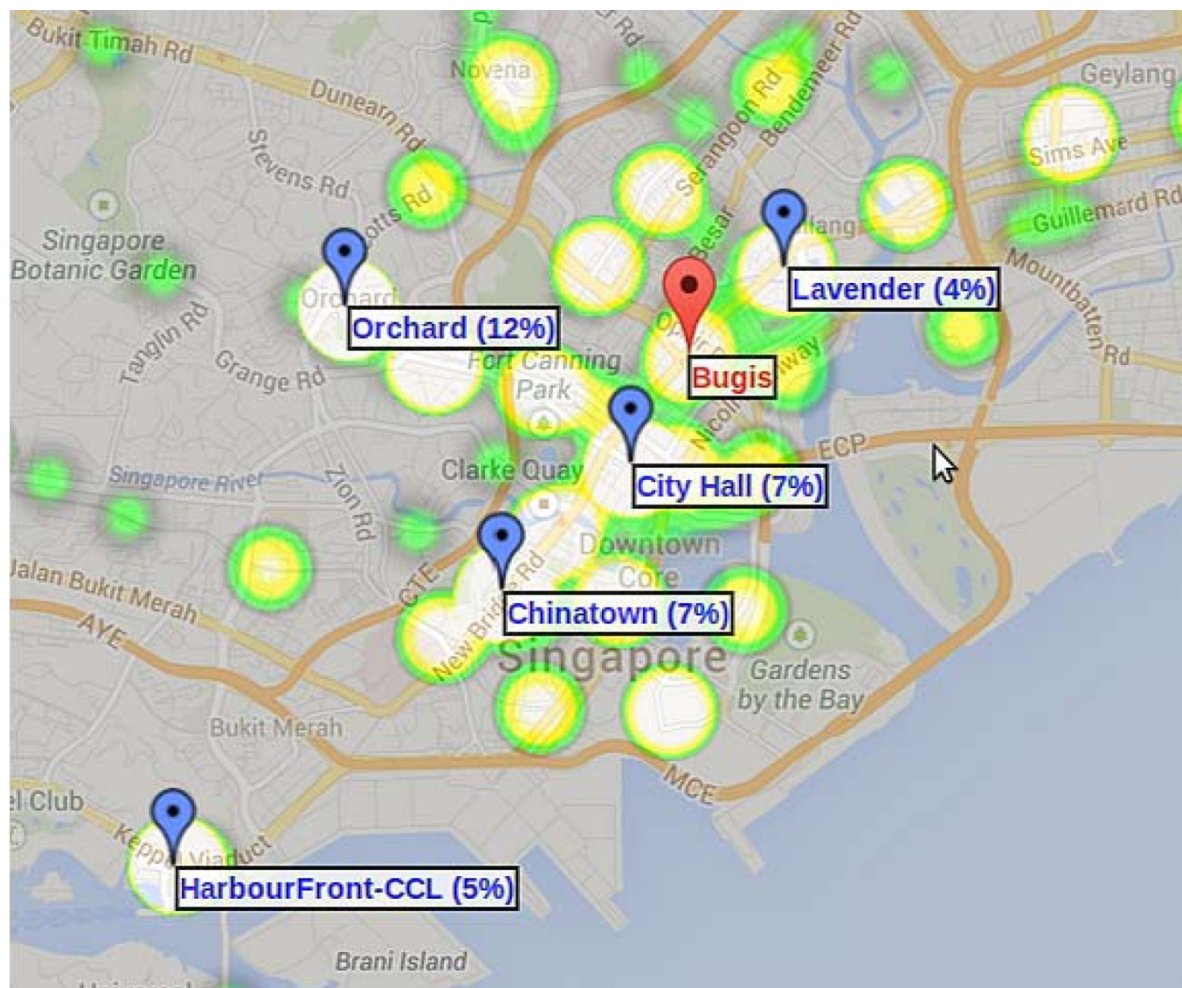 Bukit Timah Rd
Novena
Bendemeer Rd
Geylang
Dunearn Rd
Serangoon Rd
Sims Ave
Stevens Rd
Guillemard Rd
Singapore
Botanic Garden
Besar
Lavender (4%)
Mountbatten Rd
Orchard
Orchard (12%)
Tanglin Rd
Grange Rd
Fort Canning
Park
Bugis
Clarke Quay
ECP
Singapore River
Zion Rd
City Hall (7%)
Downtown
Core
CTE
New Bridge Rd
Jalan Bukit Merah
AYE
Chinatown (7%)
Singapore
Gardens
by the Bay
Bukit Merah
MCE
el Club
Keppel Viaduct
HarbourFront-CCL (5%)
Brani Island